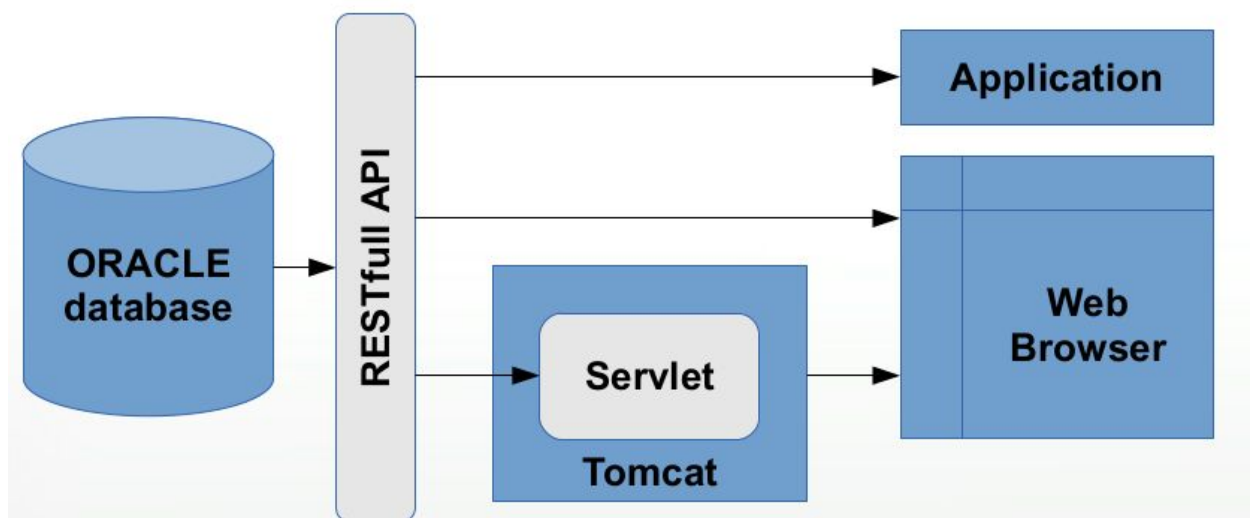 ORACLE
database
RESTfull API
Application
Servlet
Tomcat
Web
Browser